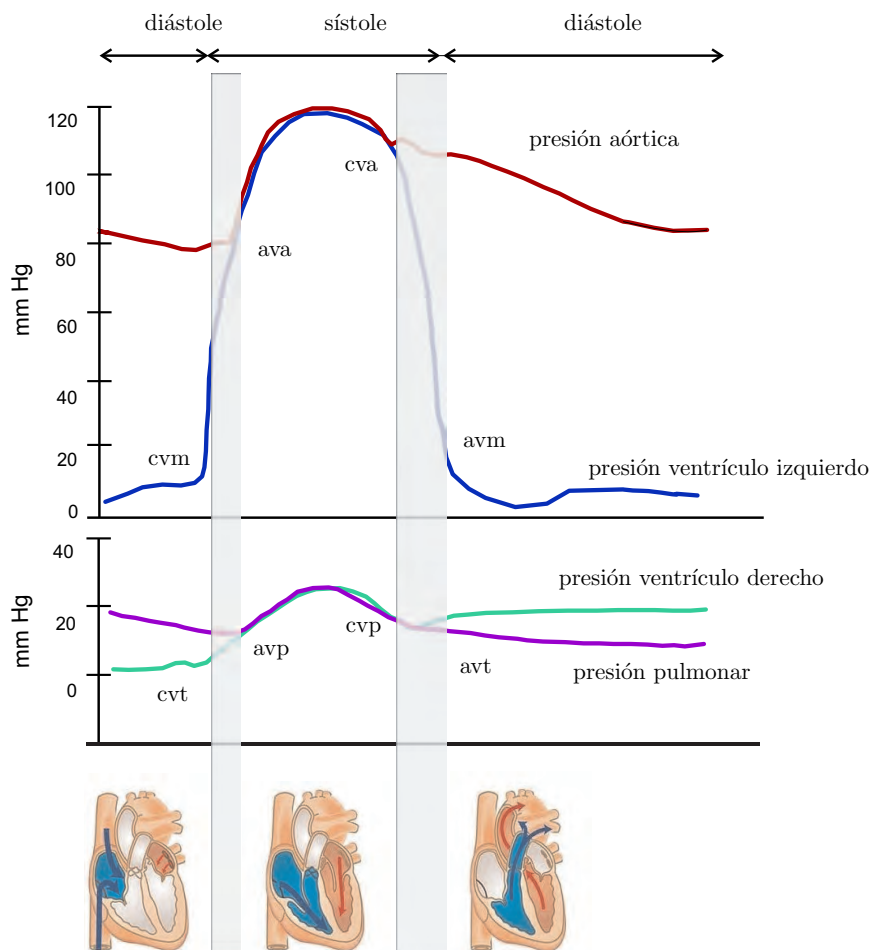 diástole
sístole
diástole
120
100
80
60
40
20
0
mm Hg
presión aórtica
cva
ava
cvm
avm
presión ventrículo izquierdo
40
20
0
mm Hg
presión ventrículo derecho
cvp
avp
avt
cvt
presión pulmonar